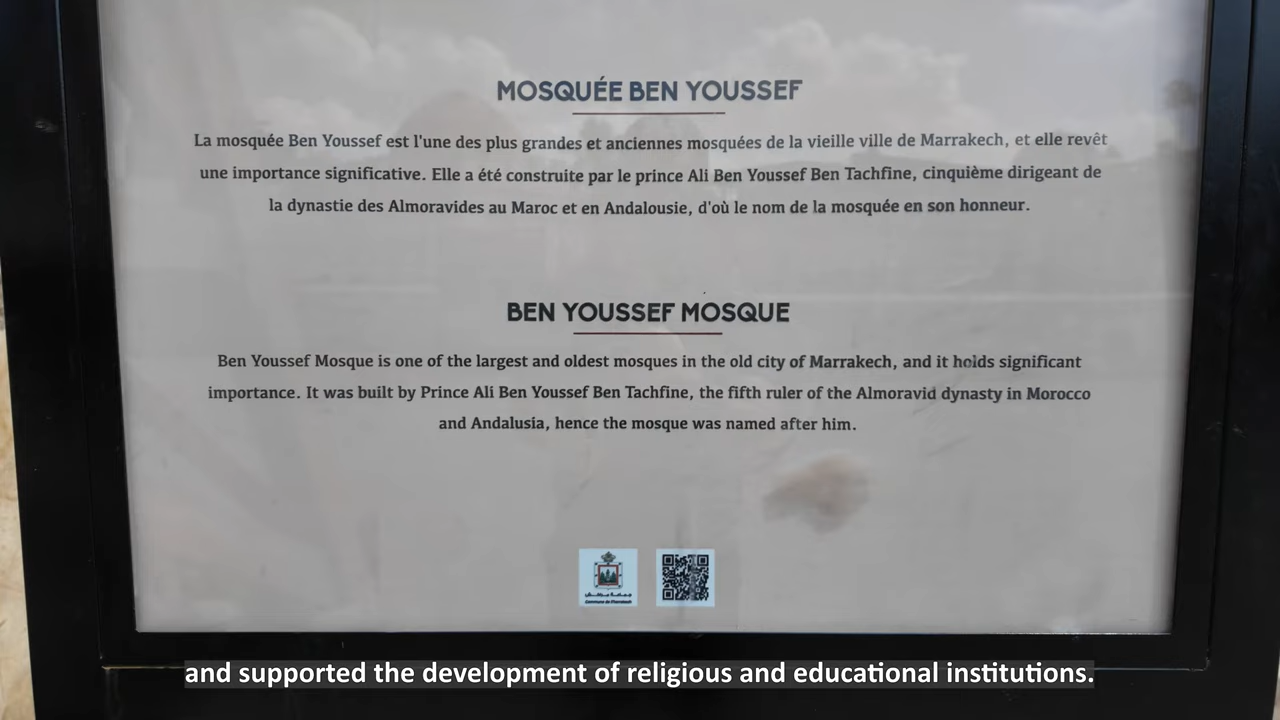 MOSQUÉE BEN YOUSSEF
La mosquée Ben Youssef est l'une des plus grandes et anciennes mosquées de la vieille ville de Marrakech, et elle revêt
une importance significative. Elle a été construite par le prince Ali Ben Youssef Ben Tachfine, cinquième dirigeant de
la dynastie des Almoravides au Maroc et en Andalousie, d'où le nom de la mosquée en son honneur.
BEN YOUSSEF MOSQUE
Ben Youssef Mosque is one of the largest and oldest mosques in the old city of Marrakech, and it holds significant
importance. It was built by Prince Ali Ben Youssef Ben Tachfine, the fifth ruler of the Almoravid dynasty in Morocco
and Andalusia, hence the mosque was named after him.
Commune de Marrakech
and supported the development of religious and educational institutions.